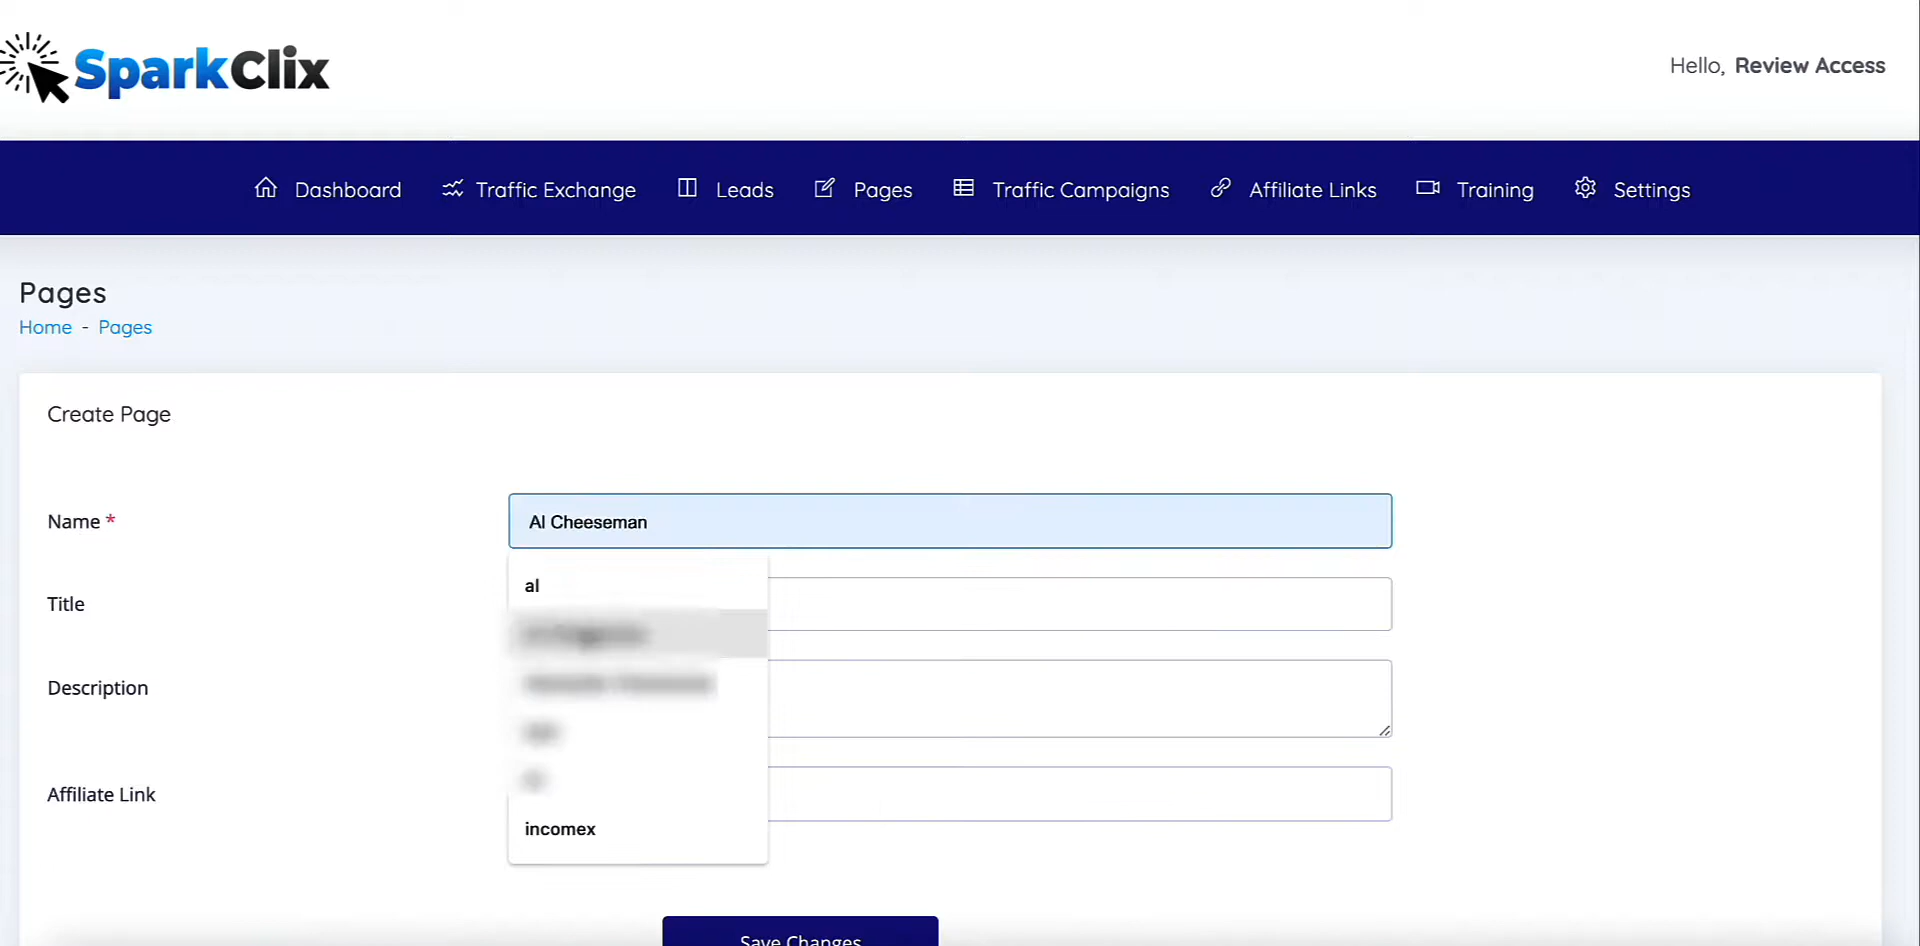 SparkClix
Hello, Review Access
Dashboard Traffic Exchange Leads Pages Traffic Campaigns Affiliate Links Training Settings
Pages
Home - Pages
Create Page
Name * Al Cheeseman
al
Title
Description
Affiliate Link
incomex
Save Changes